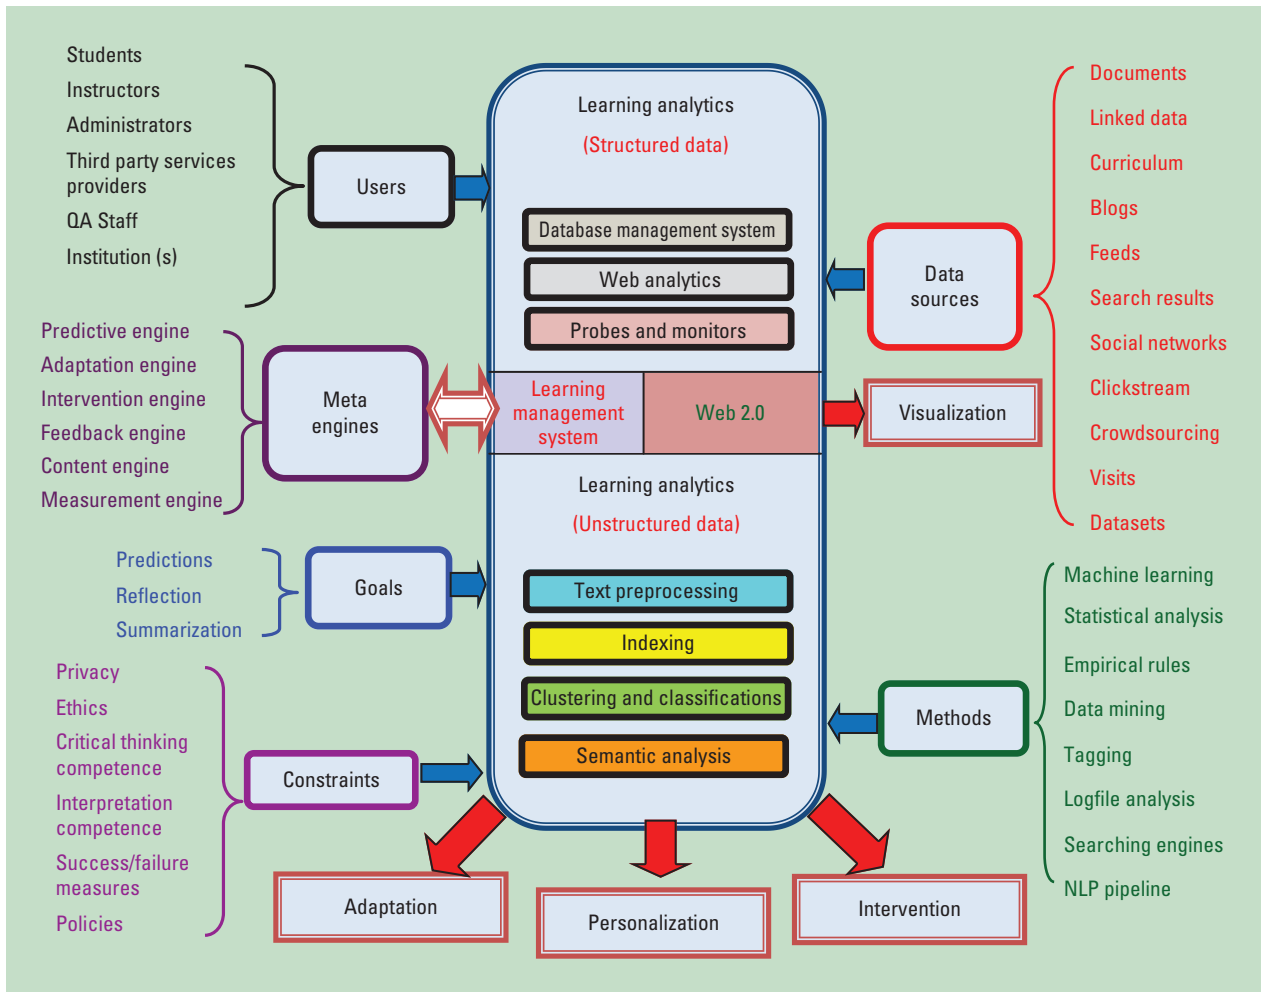 Students
Instructors
Administrators
Third party services
providers
QA Staff
Institution (s)
Users
Predictive engine
Adaptation engine
Intervention engine
Feedback engine
Content engine
Measurement engine
Meta
engines
Predictions
Reflection
Summarization
Goals
Privacy
Ethics
Critical thinking
competence
Interpretation
competence
Success/failure
measures
Policies
Constraints
Learning analytics
(Structured data)
Database management system
Web analytics
Probes and monitors
Learning
management
system
Web 2.0
Learning analytics
(Unstructured data)
Text preprocessing
Indexing
Clustering and classifications
Semantic analysis
Data
sources
Documents
Linked data
Curriculum
Blogs
Feeds
Search results
Social networks
Clickstream
Crowdsourcing
Visits
Datasets
Visualization
Methods
Machine learning
Statistical analysis
Empirical rules
Data mining
Tagging
Logfile analysis
Searching engines
NLP pipeline
Adaptation
Personalization
Intervention